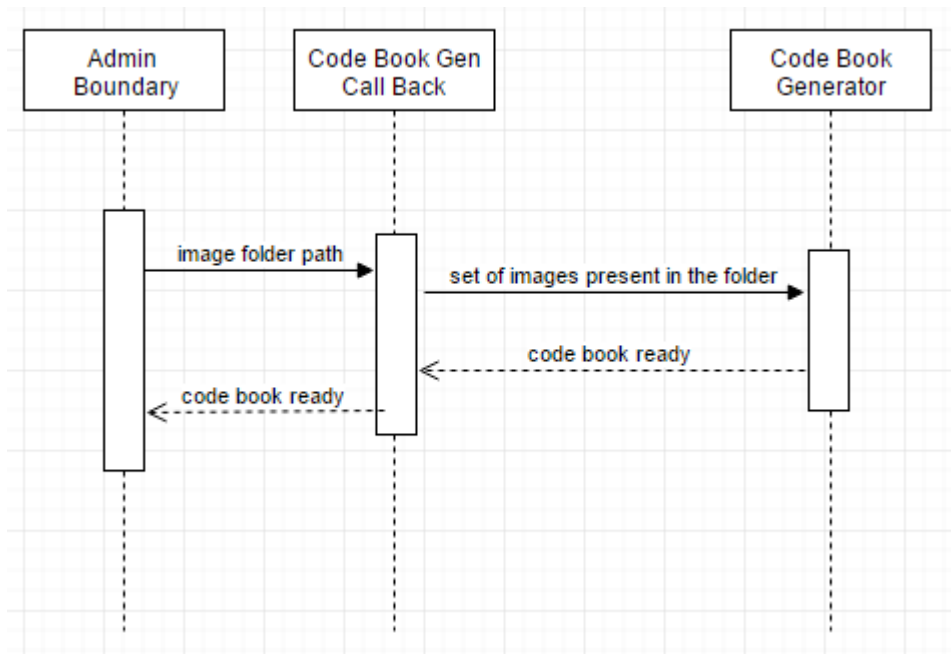 Admin
Boundary
Code Book Gen
Call Back
Code Book
Generator
image folder path
set of images present in the folder
code book ready
code book ready